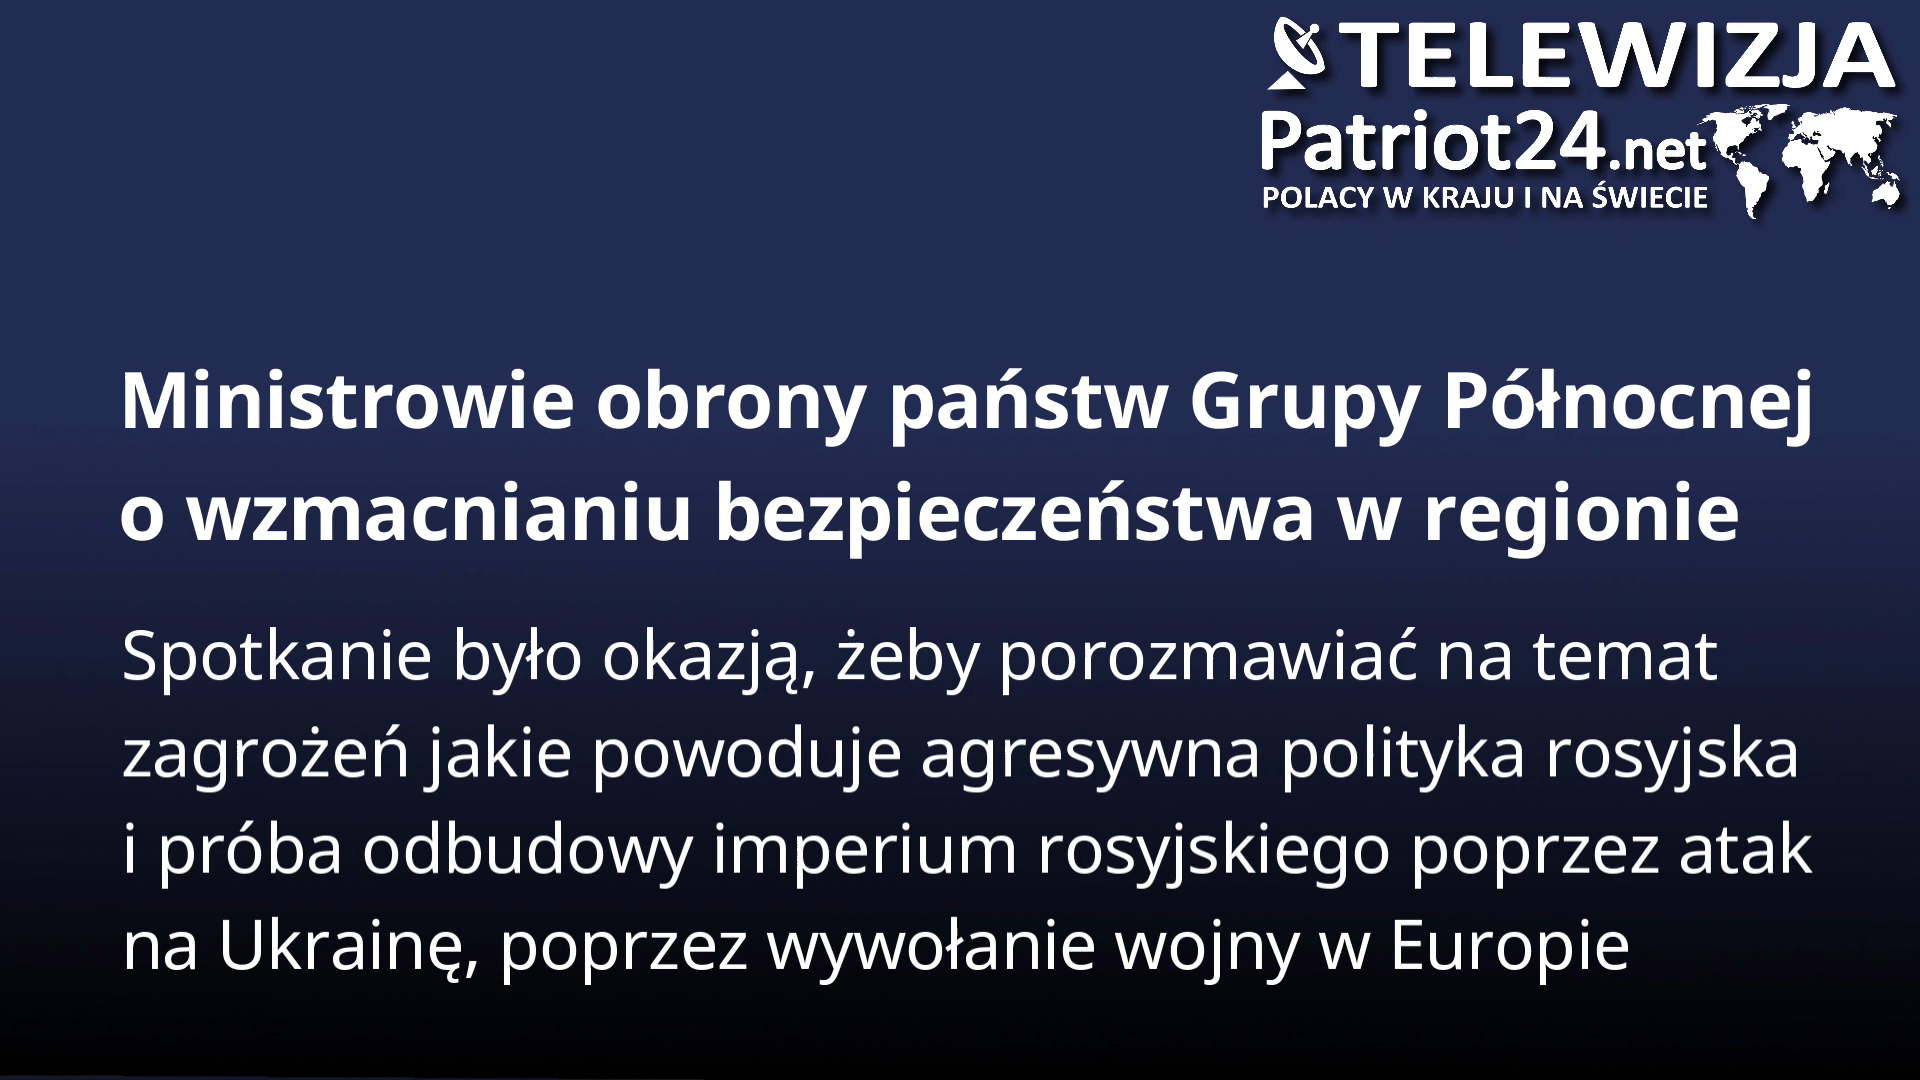 TELEWIZJA
Patriot24.net
POLACY W KRAJU I NA ŚWIECIE
Ministrowie obrony państw Grupy Północnej
o wzmacnianiu bezpieczeństwa w regionie
Spotkanie było okazją, żeby porozmawiać na temat
zagrożeń jakie powoduje agresywna polityka rosyjska
i próba odbudowy imperium rosyjskiego poprzez atak
na Ukrainę, poprzez wywołanie wojny w Europie